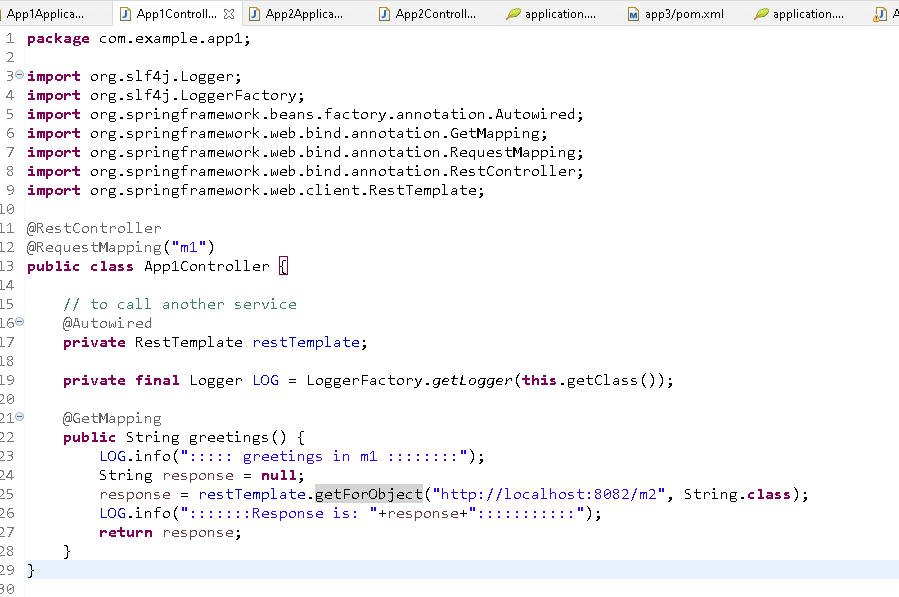 App1Applica...
App1Controll...
App2Applica...
App2Controll...
application....
app3/pom.xml
application....
1 package com.example.app1;
2
3 import org.slf4j.Logger;
4 import org.slf4j.LoggerFactory;
5 import org.springframework.beans.factory.annotation.Autowired;
6 import org.springframework.web.bind.annotation.GetMapping;
7 import org.springframework.web.bind.annotation.RequestMapping;
8 import org.springframework.web.bind.annotation.RestController;
9 import org.springframework.web.client.RestTemplate;
10
11 @RestController
12 @RequestMapping("m1")
13 public class App1Controller {
14
15 // to call another service
16 @Autowired
17 private RestTemplate restTemplate;
18
19 private final Logger LOG = LoggerFactory.getLogger(this.getClass());
20
21 @GetMapping
22 public String greetings() {
23 LOG.info("::::: greetings in m1 ::::::::");
24 String response = null;
25 response = restTemplate.getForObject("http://localhost:8082/m2", String.class);
26 LOG.info(":::::::Response is: "+response+":::::::::::");
27 return response;
28 }
29 }
30